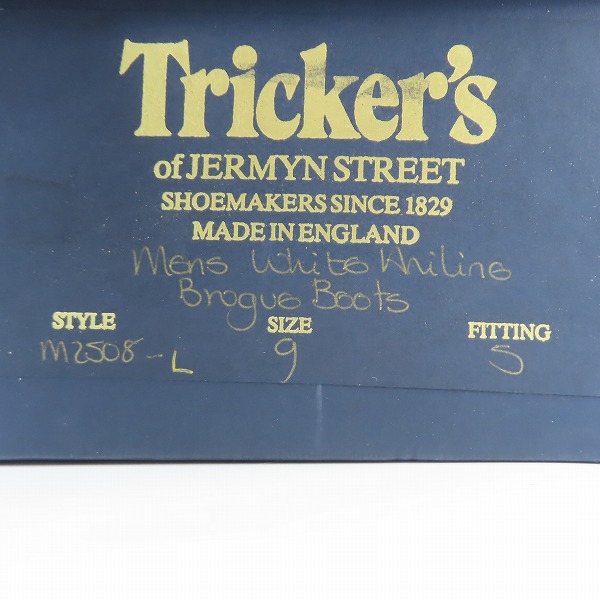 Tricker's
of JERMYN STREET
SHOEMAKERS SINCE 1829
MADE IN ENGLAND
Mens White Aniline
Brogue Boots
STYLE SIZE FITTING
M2508-L 9 5